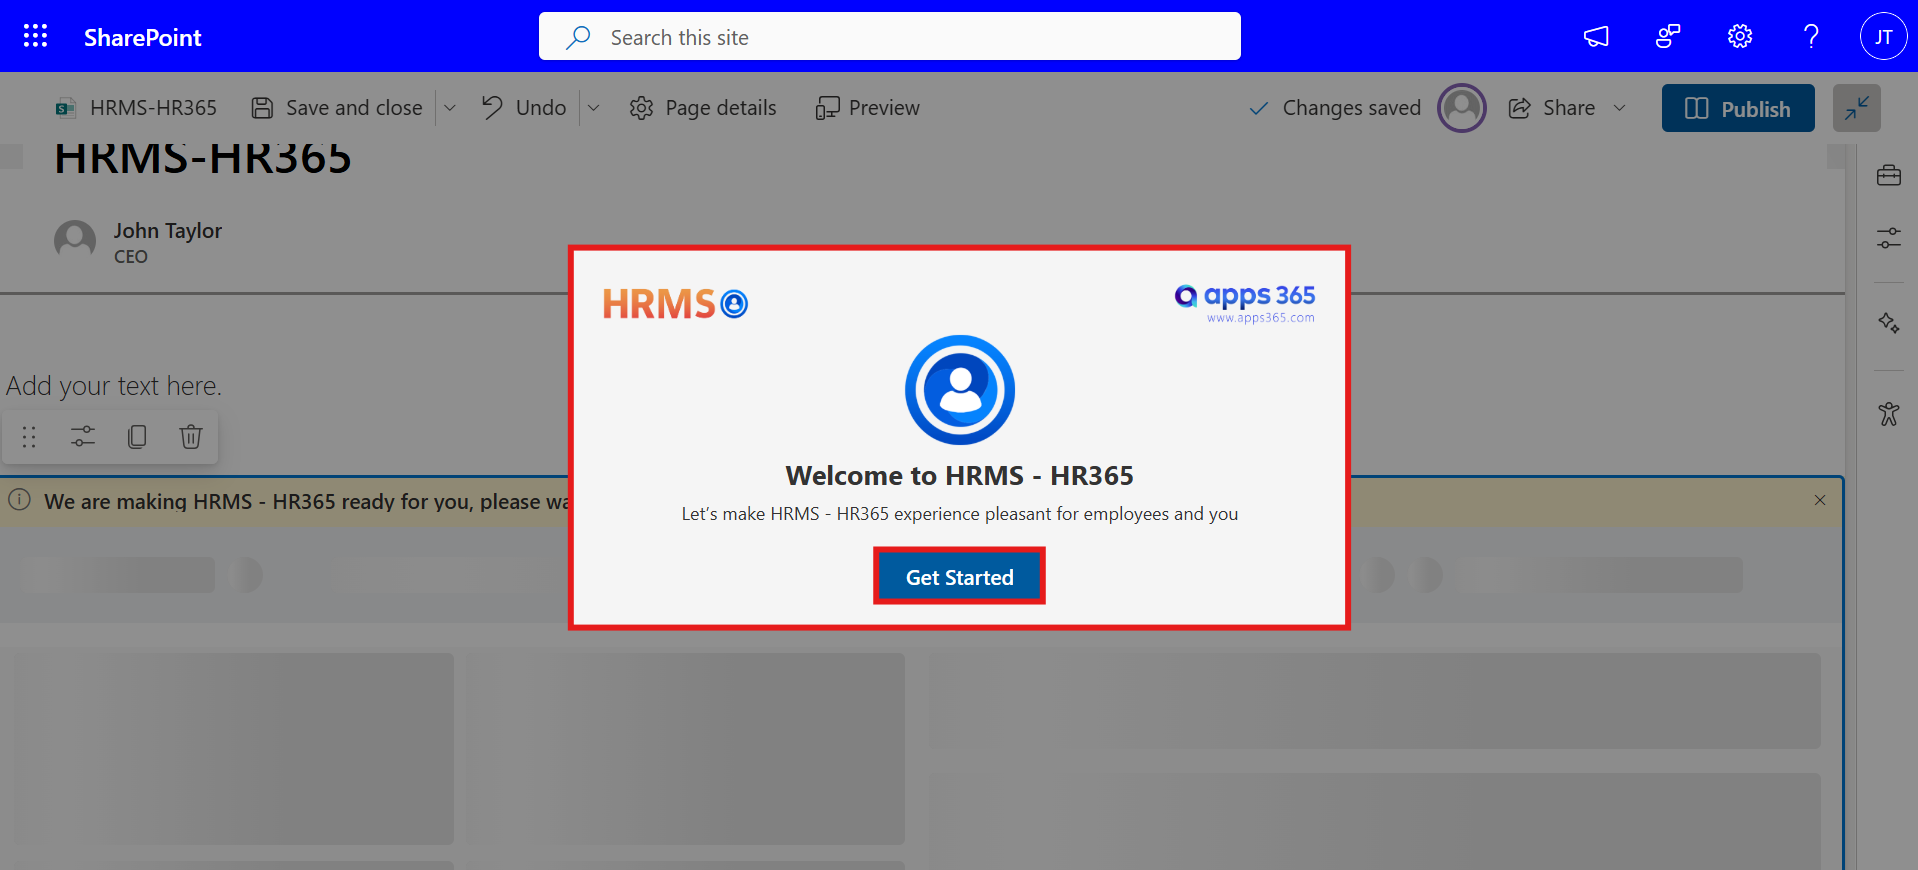 SharePoint
Search this site
JT
HRMS-HR365
Save and close
Undo
Page details
Preview
Changes saved
Share
Publish
HRMS-HR365
John Taylor
CEO
HRMS
apps 365
www.apps365.com
Add your text here.
Welcome to HRMS - HR365
We are making HRMS - HR365 ready for you, please
Let's make HRMS - HR365 experience pleasant for employees and you
Get Started